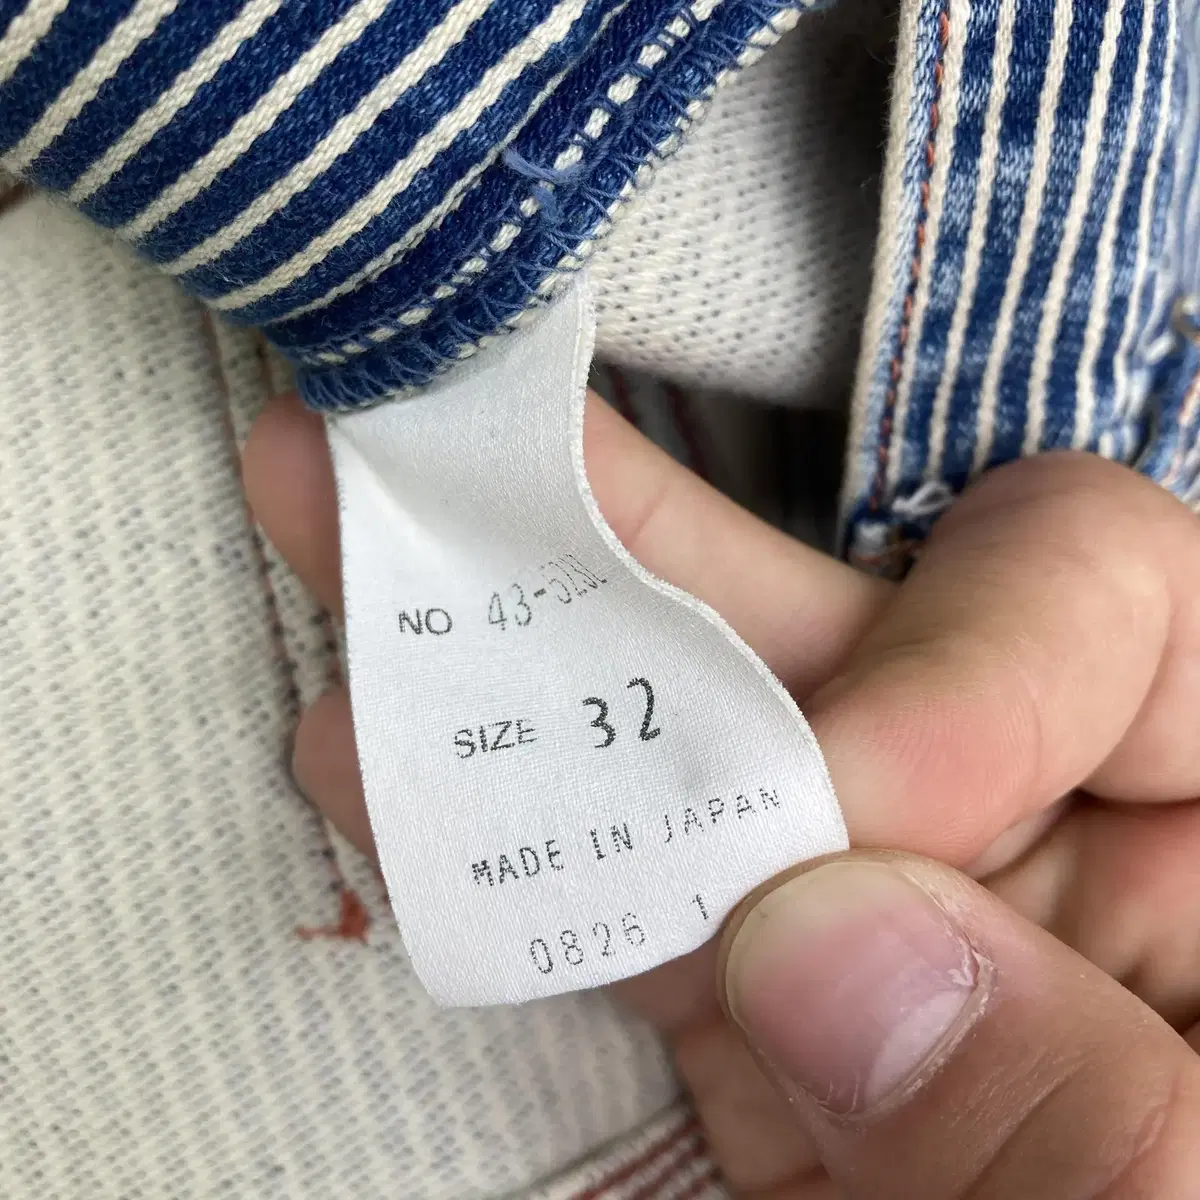 NO 43-
SIZE 32
MADE IN JAPAN
0826 1